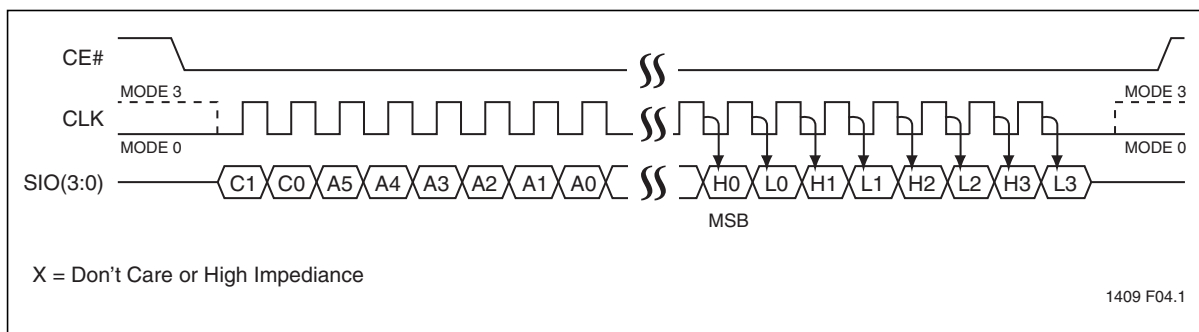 CE#
MODE 3
MODE 3
CLK
MODE 0
MODE 0
SIO(3:0)
C1 C0 A5 A4 A3 A2 A1 A0 H0 L0 H1 L1 H2 L2 H3 L3
MSB
X = Don't Care or High Impediance
1409 F04.1